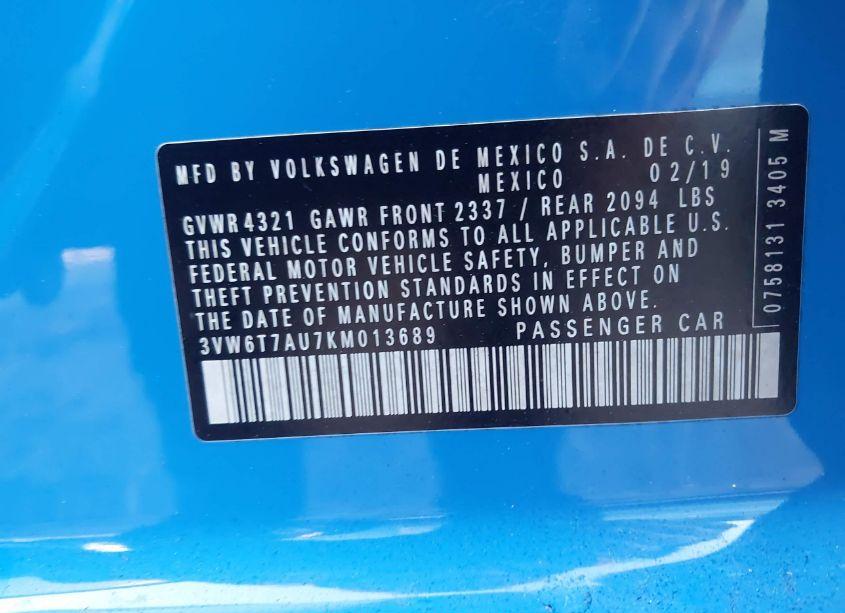 MFD BY VOLKSWAGEN DE MEXICO S.A. DE C.V.
MEXICO 02/19
GVWR4321 GAWR FRONT 2337 / REAR 2094 LBS
THIS VEHICLE CONFORMS TO ALL APPLICABLE U.S.
FEDERAL MOTOR VEHICLE SAFETY, BUMPER AND
THEFT PREVENTION STANDARDS IN EFFECT ON
THE DATE OF MANUFACTURE SHOWN ABOVE.
3VW6T7AU7KM013689 PASSENGER CAR
0758131 3405 M